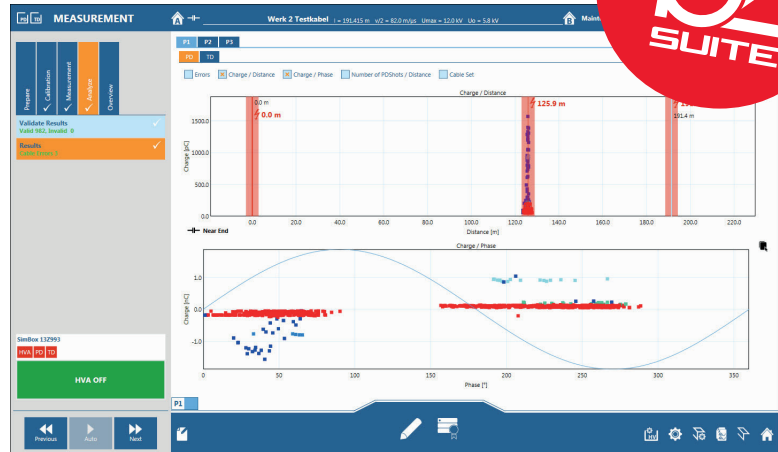 PD TD MEASUREMENT
A Werk 2 Testkabel l = 191.415 m v/2 = 82.0 m/µs Umax = 12.0 kV Uo = 5.8 kV B
SUITE
Prepare
Calibration
Measurement
Analyze
Overview
P1 P2 P3
PD TD
Errors Charge / Distance Charge / Phase Number of PDShots / Distance Cable Set
Validate Results
Valid 982, Invalid 0
Results
Charge / Distance
Charge [pC]
1500.0
1000.0
500.0
0.0
0.0 m
0.0 m
125.9 m
191.4 m
0.0 20.0 40.0 60.0 80.0 100.0 120.0 140.0 160.0 180.0 200.0 220.0
Near End
Distance [m]
Charge / Phase
Charge [nC]
1.0
0.0
-1.0
0 50 100 150 200 250 300 350
Phase [°]
SimBox 13Z993
HVA PD TD
HVA OFF
P1
Previous Auto Next
HV